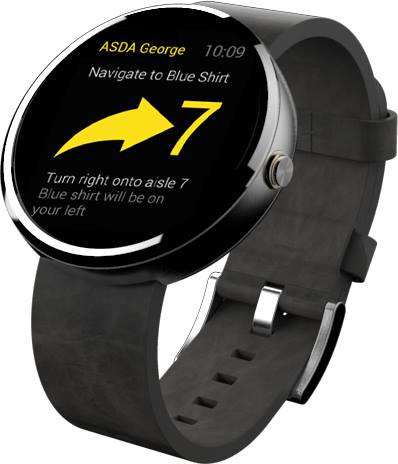 ASDA George 10:09
Navigate to Blue Shirt
7
Turn right onto aisle 7
Blue shirt will be on
your left